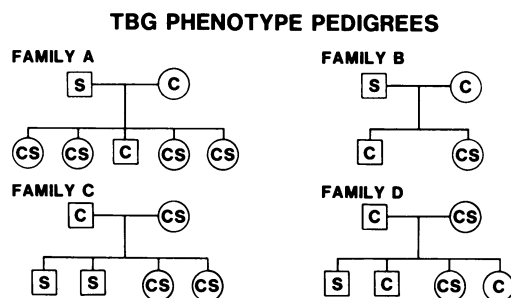 TBG PHENOTYPE PEDIGREES
FAMILY A
S C
CS CS C CS CS
FAMILY B
S C
C CS
FAMILY C
C CS
S S CS CS
FAMILY D
C CS
S C CS C